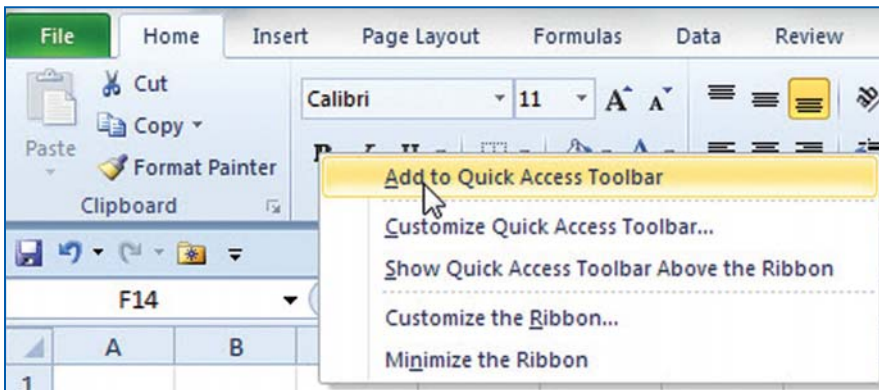 File Home Insert Page Layout Formulas Data Review
Cut
Calibri 11 A A
Copy
Paste
Format Painter
Clipboard
Add to Quick Access Toolbar
Customize Quick Access Toolbar...
Show Quick Access Toolbar Above the Ribbon
F14
Customize the Ribbon...
A B
Minimize the Ribbon
1